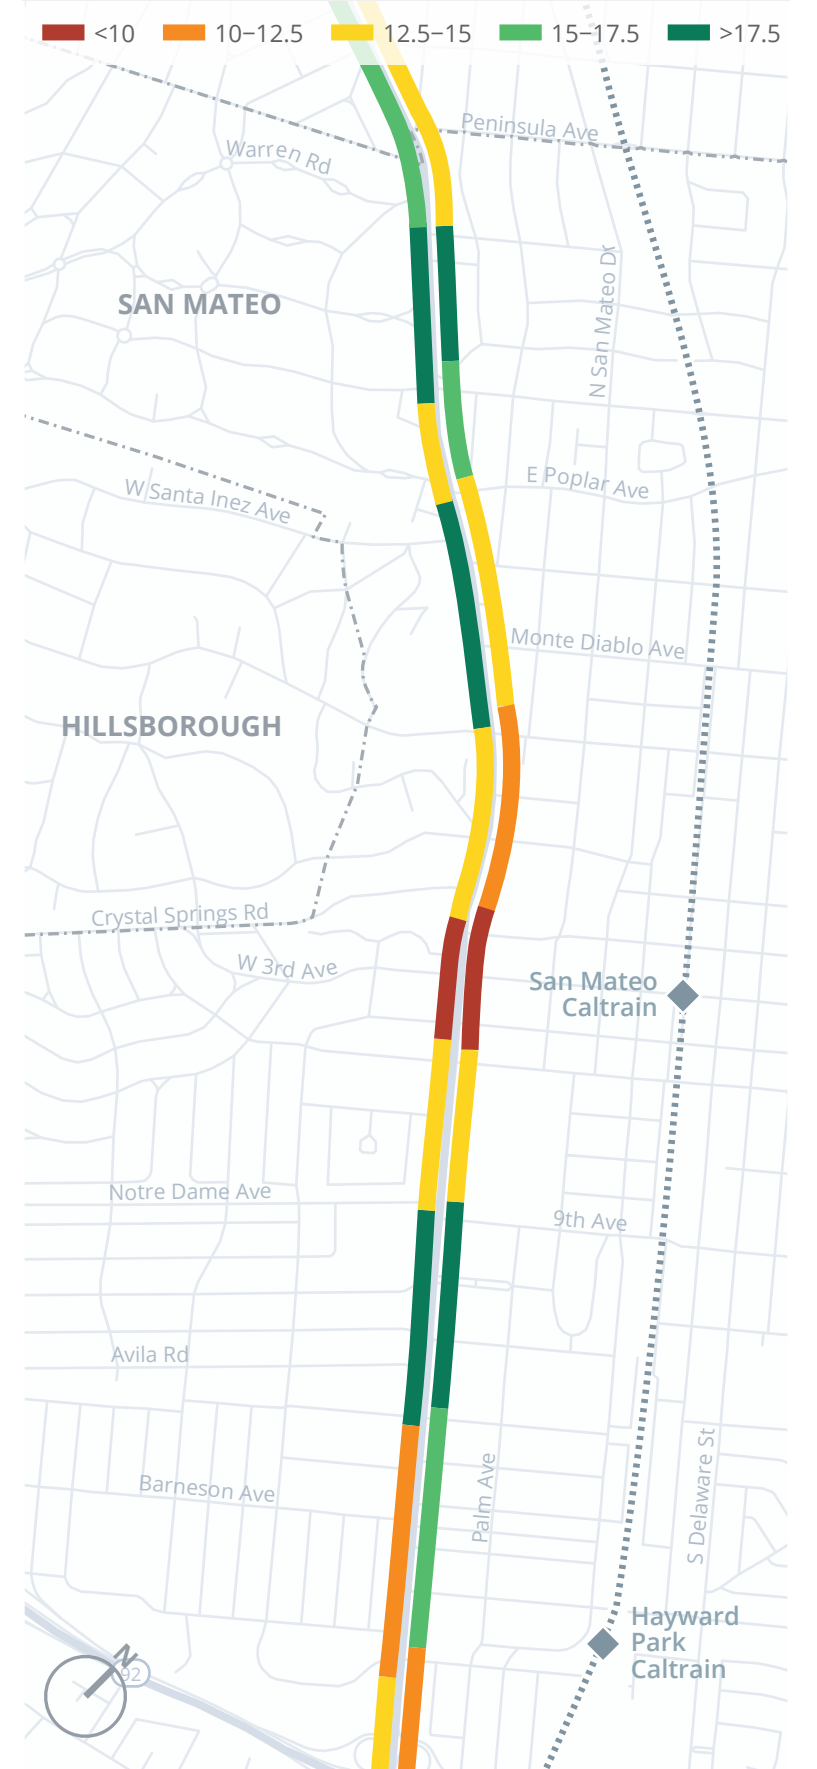 <10 10–12.5 12.5–15 15–17.5 >17.5
Peninsula Ave
Warren Rd
N San Mateo Dr
SAN MATEO
E Poplar Ave
W Santa Inez Ave
Monte Diablo Ave
HILLSBOROUGH
Crystal Springs Rd
W 3rd Ave
San Mateo
Caltrain
Notre Dame Ave
9th Ave
Avila Rd
Barneson Ave
Palm Ave
S Delaware St
Hayward
Park
Caltrain
N
92